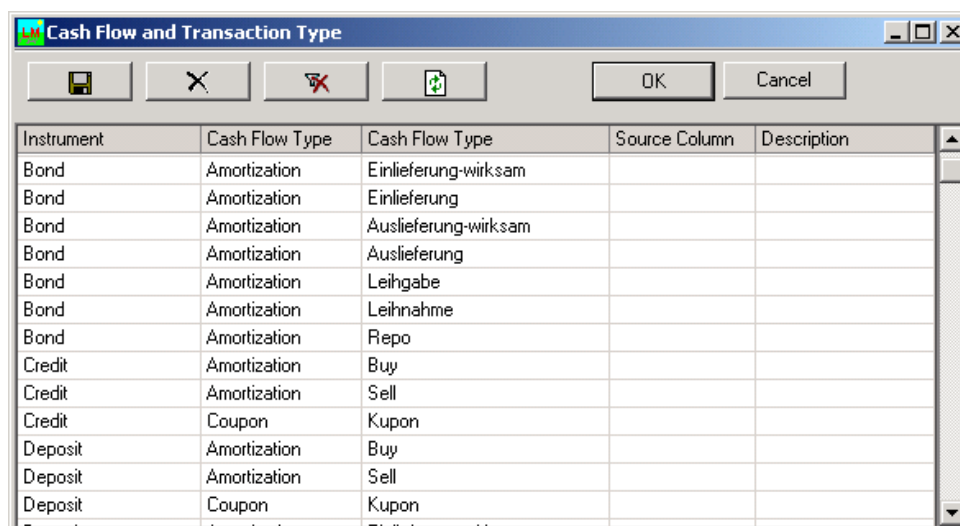 LM Cash Flow and Transaction Type
OK Cancel
Instrument Cash Flow Type Cash Flow Type Source Column Description
Bond Amortization Einlieferung-wirksam
Bond Amortization Einlieferung
Bond Amortization Auslieferung-wirksam
Bond Amortization Auslieferung
Bond Amortization Leihgabe
Bond Amortization Leihnahme
Bond Amortization Repo
Credit Amortization Buy
Credit Amortization Sell
Credit Coupon Kupon
Deposit Amortization Buy
Deposit Amortization Sell
Deposit Coupon Kupon